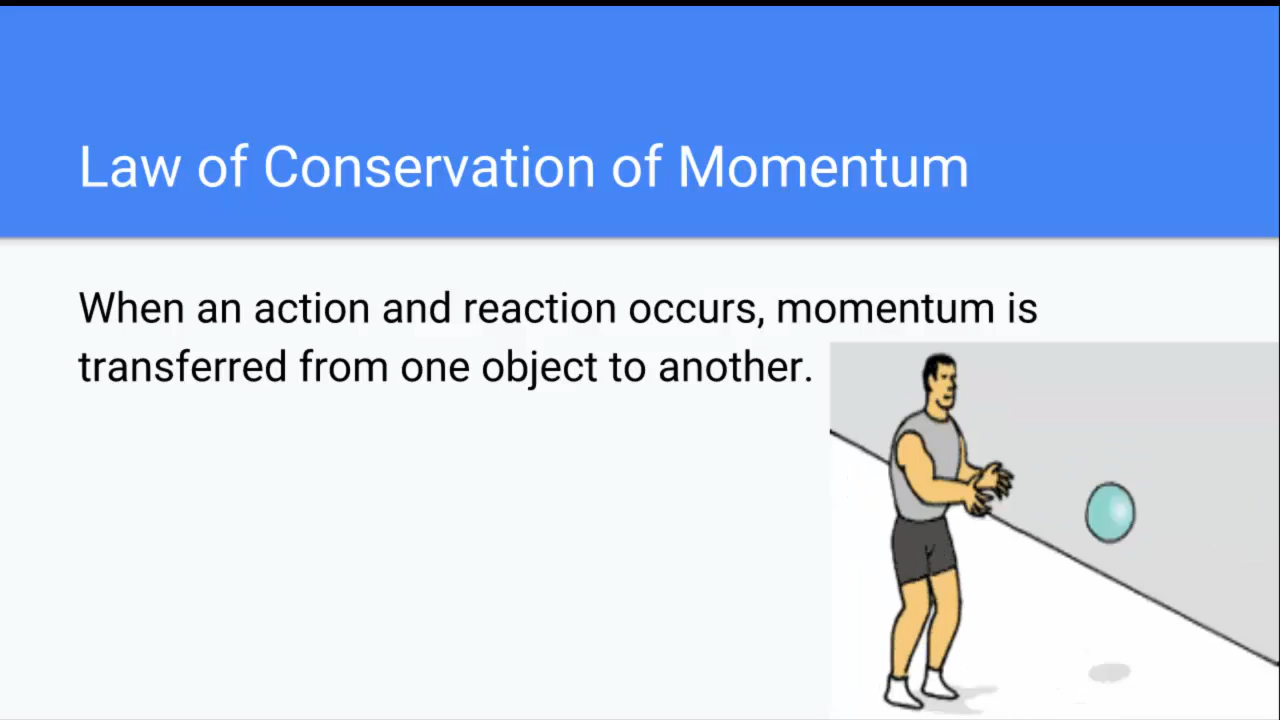 Law of Conservation of Momentum
When an action and reaction occurs, momentum is
transferred from one object to another.